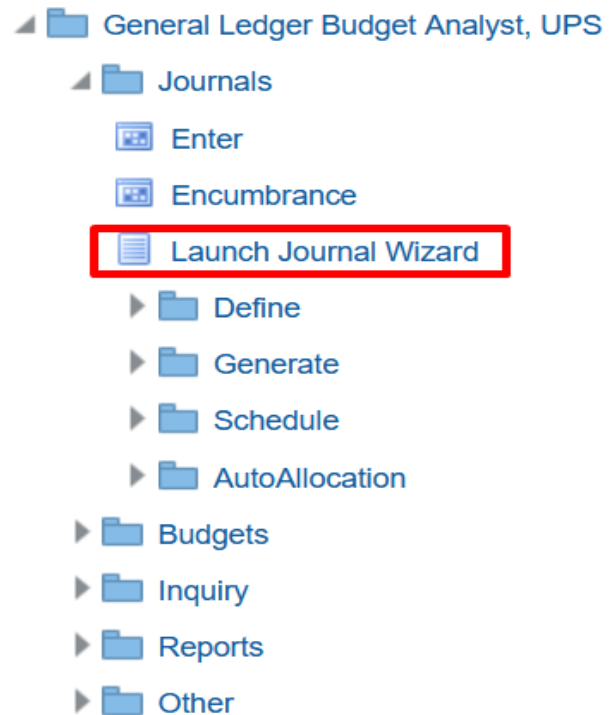 General Ledger Budget Analyst, UPS
Journals
Enter
Encumbrance
Launch Journal Wizard
Define
Generate
Schedule
AutoAllocation
Budgets
Inquiry
Reports
Other